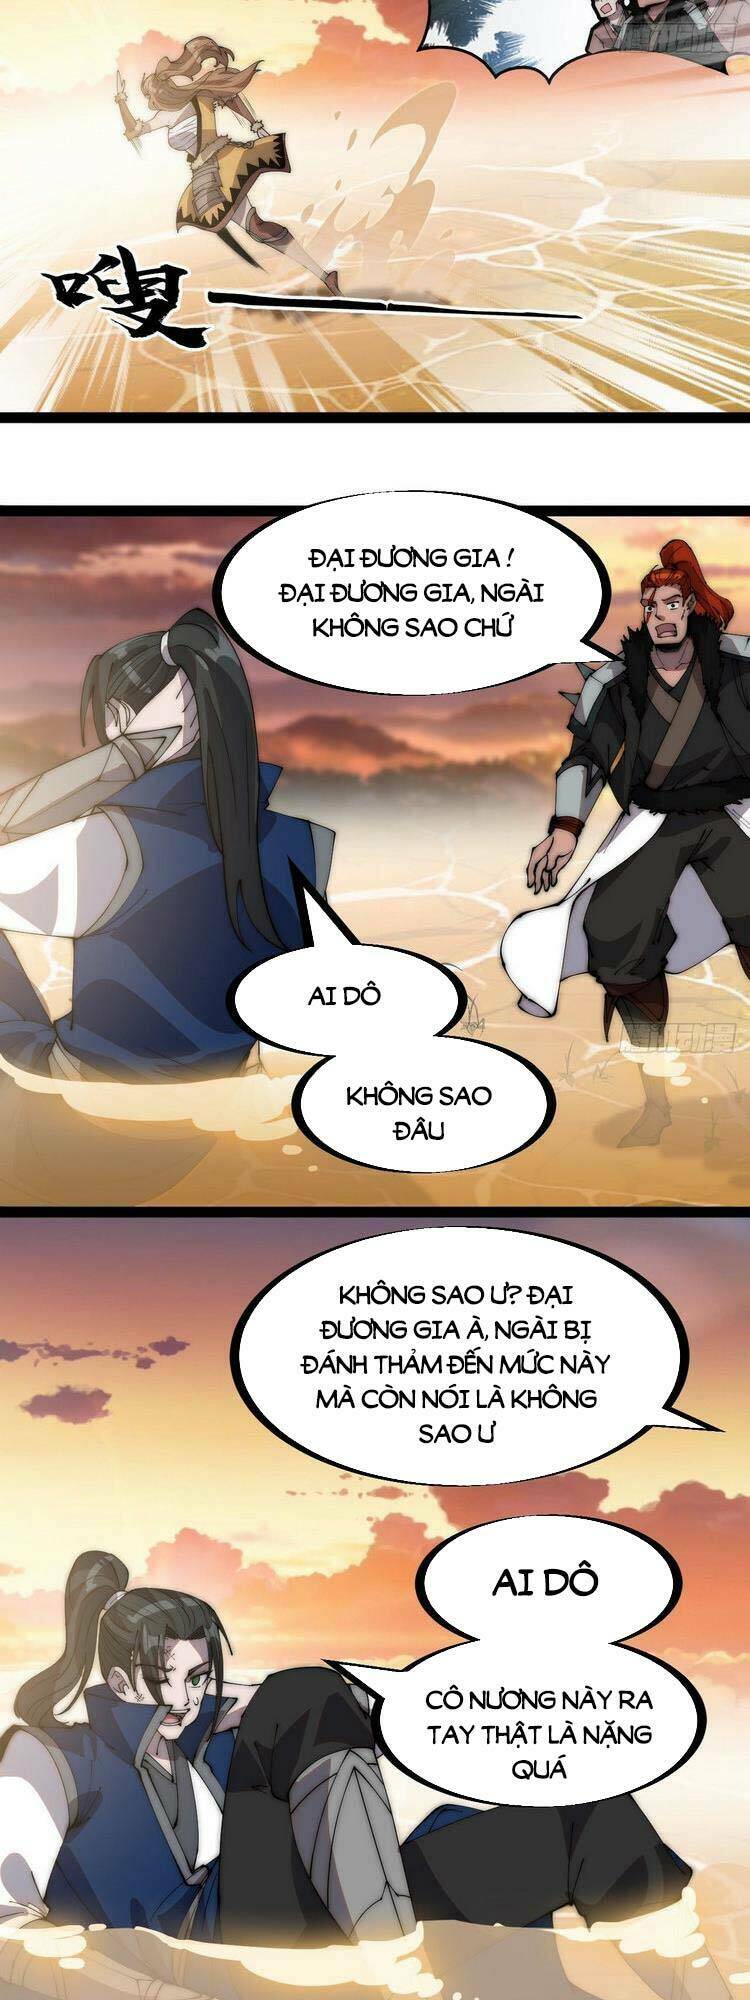 嗖
ĐẠI ĐƯƠNG GIA !
ĐẠI ĐƯƠNG GIA, NGÀI
KHÔNG SAO CHỨ
AI DÔ
KHÔNG SAO
ĐÂU
KHÔNG SAO Ư? ĐẠI
ĐƯƠNG GIA À, NGÀI BỊ
ĐÁNH THẢM ĐẾN MỨC NÀY
MÀ CÒN NÓI LÀ KHÔNG
SAO Ư
AI DÔ
CÔ NƯƠNG NÀY RA
TAY THẬT LÀ NẶNG
QUÁ